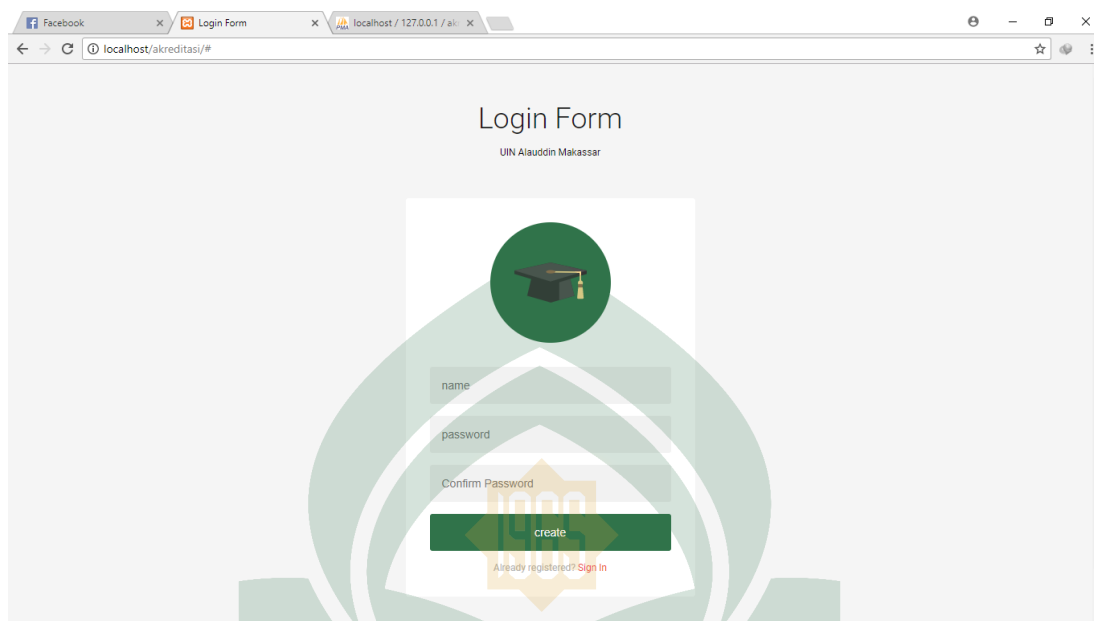 Facebook
Login Form
localhost / 127.0.0.1 / ak
localhost/akreditasi/#
Login Form
UIN Alauddin Makassar
name
password
Confirm Password
1965
create
Already registered? Sign In